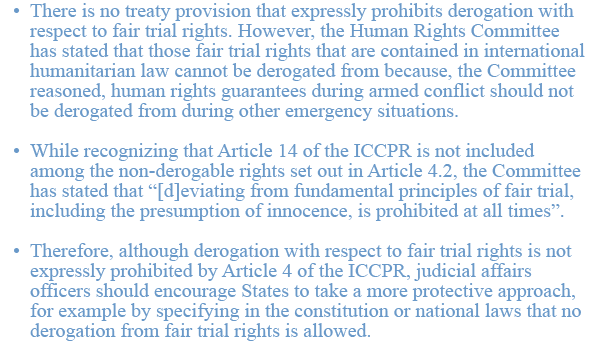 • There is no treaty provision that expressly prohibits derogation with
respect to fair trial rights. However, the Human Rights Committee
has stated that those fair trial rights that are contained in international
humanitarian law cannot be derogated from because, the Committee
reasoned, human rights guarantees during armed conflict should not
be derogated from during other emergency situations.
• While recognizing that Article 14 of the ICCPR is not included
among the non-derogable rights set out in Article 4.2, the Committee
has stated that “[d]eviating from fundamental principles of fair trial,
including the presumption of innocence, is prohibited at all times”.
• Therefore, although derogation with respect to fair trial rights is not
expressly prohibited by Article 4 of the ICCPR, judicial affairs
officers should encourage States to take a more protective approach,
for example by specifying in the constitution or national laws that no
derogation from fair trial rights is allowed.